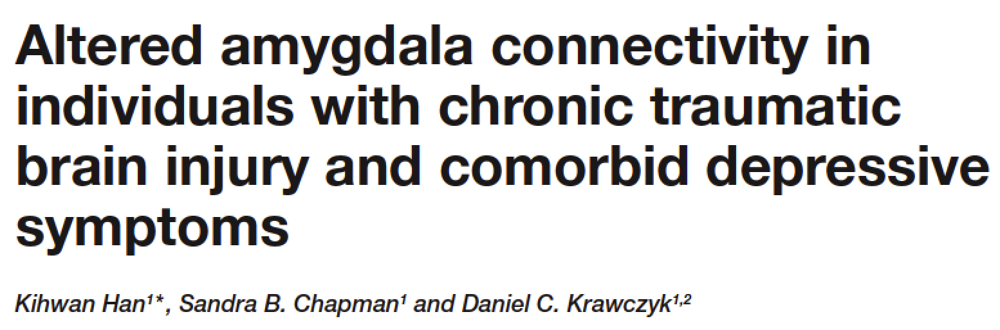 Altered amygdala connectivity in
individuals with chronic traumatic
brain injury and comorbid depressive
symptoms
Kihwan Han¹*, Sandra B. Chapman¹ and Daniel C. Krawczyk¹,²